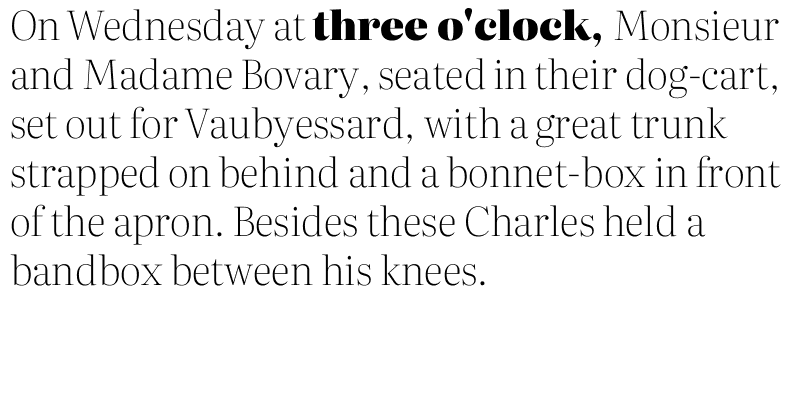 On Wednesday at three o'clock, Monsieur
and Madame Bovary, seated in their dog-cart,
set out for Vaubyessard, with a great trunk
strapped on behind and a bonnet-box in front
of the apron. Besides these Charles held a
bandbox between his knees.